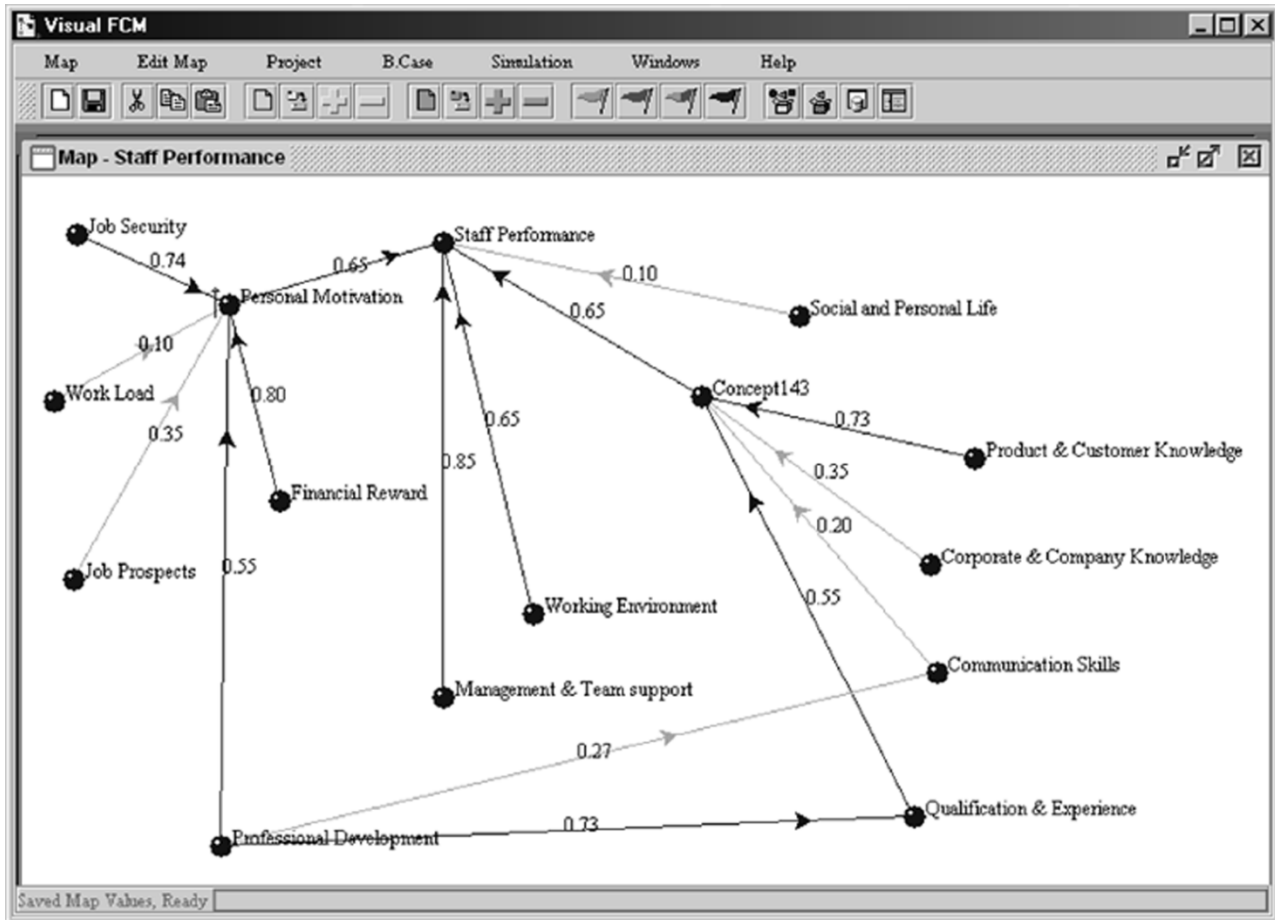 Visual FCM
Map Edit Map Project B.Case Simulation Windows Help
Map - Staff Performance
Job Security
Staff Performance
0.74
0.65
0.10
Personal Motivation
Social and Personal Life
0.65
0.10
Work Load
0.80
Concept143
0.65
0.73
0.35
Product & Customer Knowledge
0.85
0.35
Financial Reward
0.20
Job Prospects
0.55
Corporate & Company Knowledge
0.55
Working Environment
Communication Skills
Management & Team support
0.27
Qualification & Experience
0.73
Professional Development
Saved Map Values, Ready